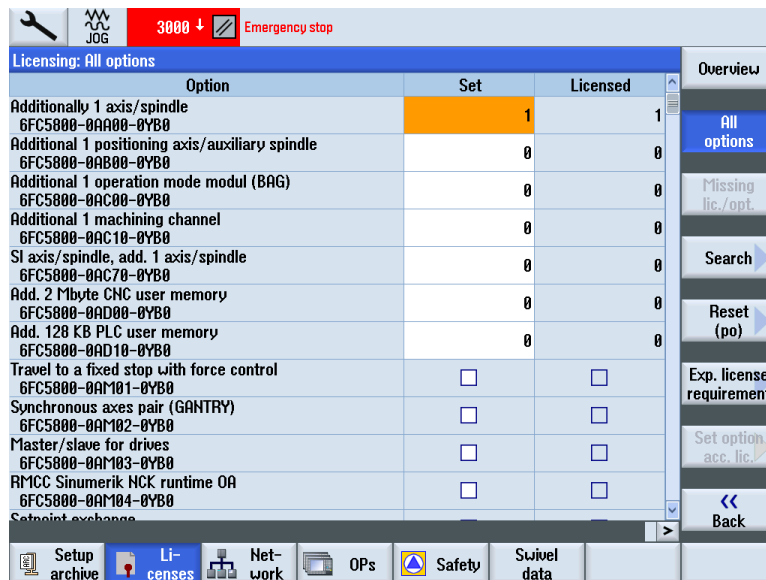 JOG
3000 ↓ Emergency stop
Licensing: All options
Option Set Licensed
Additionally 1 axis/spindle
6FC5800-0AA00-0YB0 1 1
Additional 1 positioning axis/auxiliary spindle
6FC5800-0AB00-0YB0 0 0
Additional 1 operation mode modul (BAG)
6FC5800-0AC00-0YB0 0 0
Additional 1 machining channel
6FC5800-0AC10-0YB0 0 0
SI axis/spindle, add. 1 axis/spindle
6FC5800-0AC70-0YB0 0 0
Add. 2 Mbyte CNC user memory
6FC5800-0AD00-0YB0 0 0
Add. 128 KB PLC user memory
6FC5800-0AD10-0YB0 0 0
Travel to a fixed stop with force control
6FC5800-0AM01-0YB0
Synchronous axes pair (GANTRY)
6FC5800-0AM02-0YB0
Master/slave for drives
6FC5800-0AM03-0YB0
RMCC Sinumerik NCK runtime OA
6FC5800-0AM04-0YB0
Setpoint exchange
Overview
All
options
Missing
lic./opt.
Search
Reset
(po)
Exp. license
requiremen
Set option
acc. lic.
<<
Back
Setup
archive
Li-
censes
Net-
work
OPs
Safety
Swivel
data